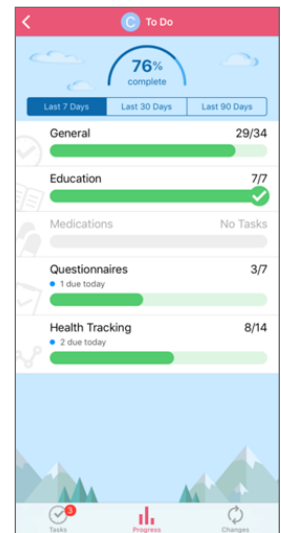 C To Do
76%
complete
Last 7 Days Last 30 Days Last 90 Days
General 29/34
Education 7/7
Medications No Tasks
Questionnaires 3/7
1 due today
Health Tracking 8/14
2 due today
3
Tasks Progress Changes